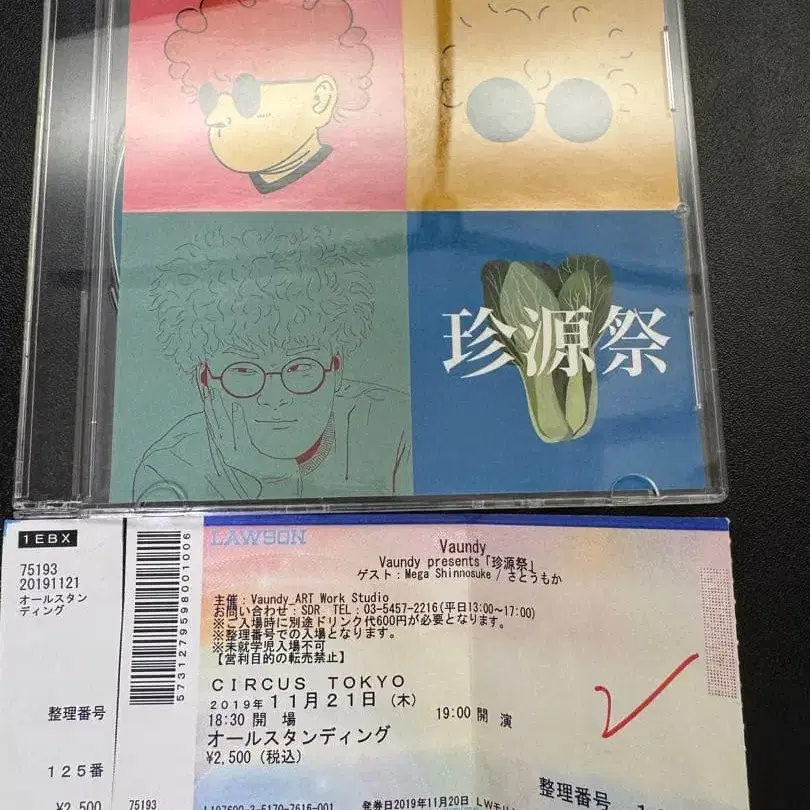 珍源祭
1EBX
75193
20191121
オールスタン
ディング
整理番号
125番
¥2,500
5731279598001006
75193
LAWSON
Vaundy
Vaundy presents「珍源祭」
ゲスト：Mega Shinnosuke / さとうもか
主催：Vaundy ART Work Studio
お問い合わせ：SDR TEL：03-5457-2216(平日13:00～17:00)
※ご入場時に別途ドリンク代600円が必要となります。
※整理番号での入場となります。
※未就学児入場不可
【営利目的の転売禁止】
CIRCUS TOKYO
2019年11月21日（木）
18:30 開場 19:00 開演
オールスタンディング
¥2,500（税込）
整理番号
発券日2019年11月20日